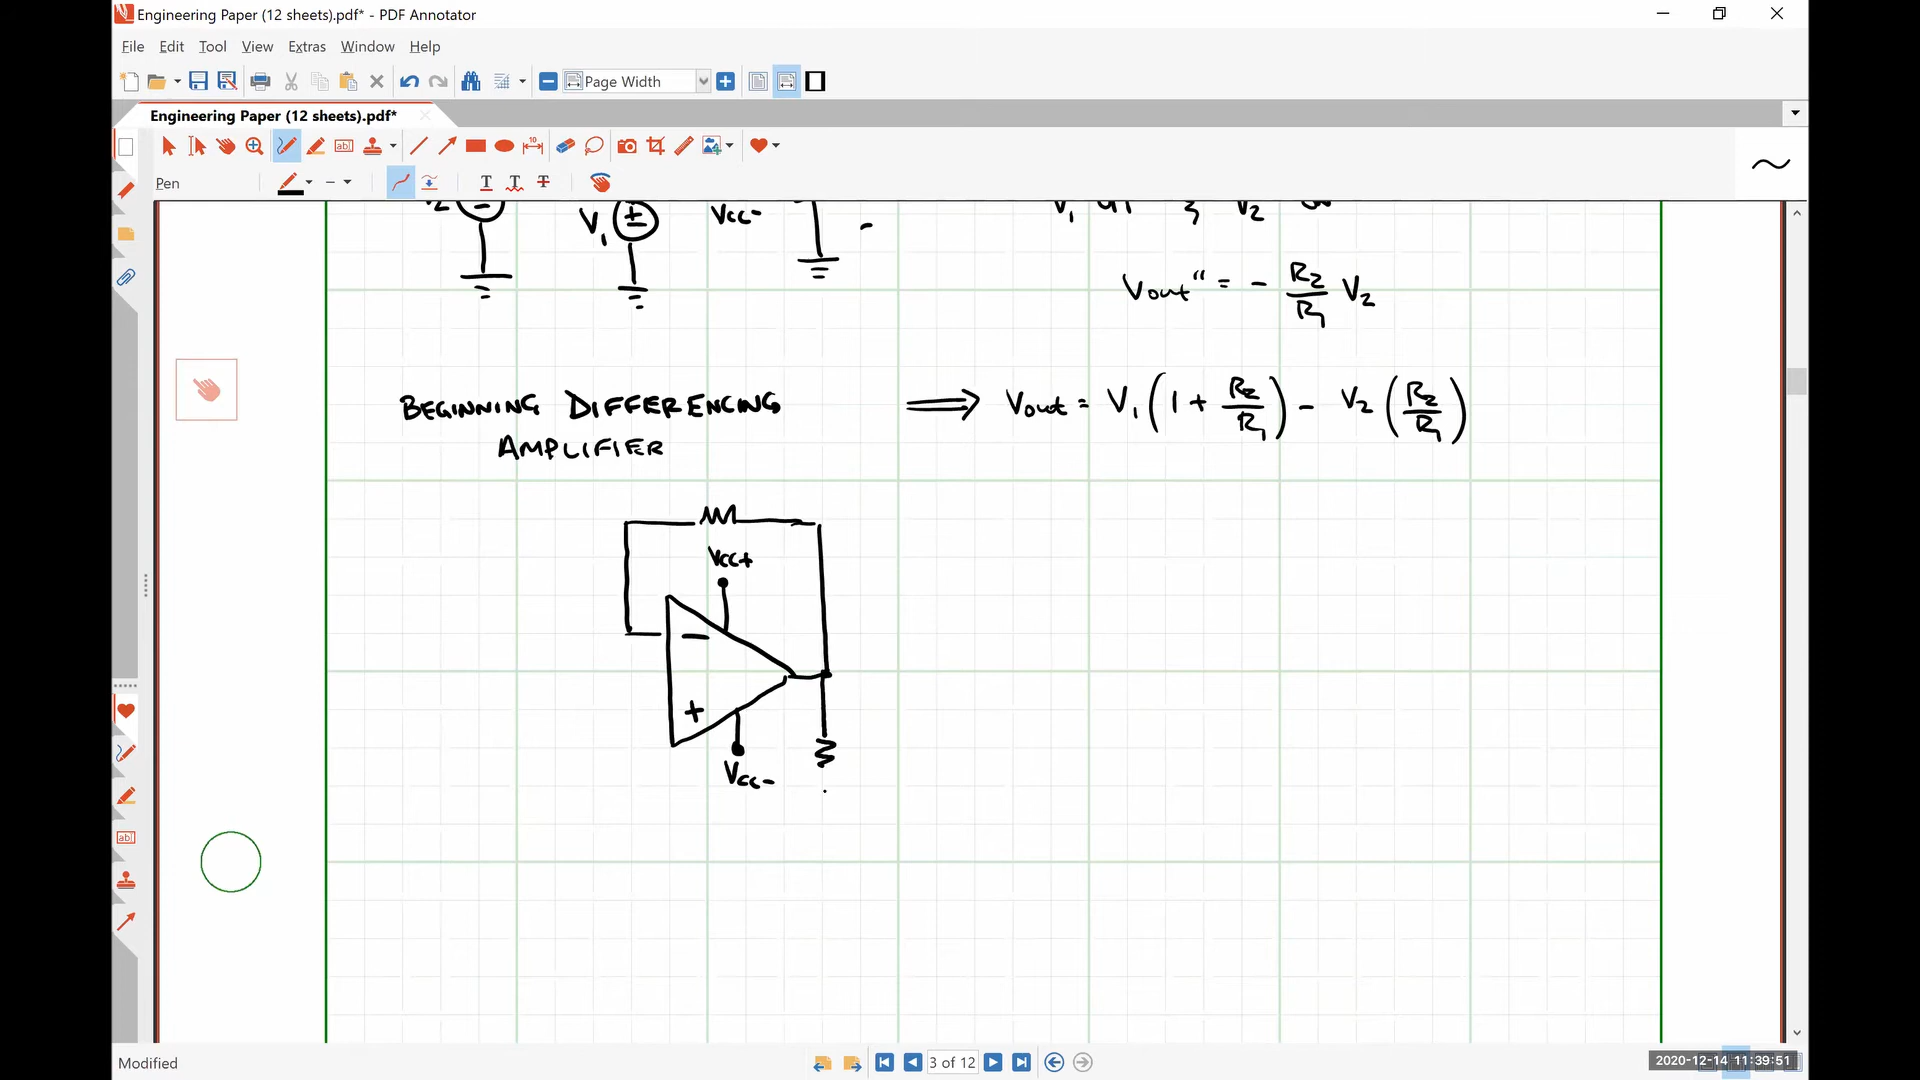 Engineering Paper (12 sheets).pdf* - PDF Annotator
File Edit Tool View Extras Window Help
Page Width
Engineering Paper (12 sheets).pdf*
Pen
V₁ Vcc-
V₁ V₂
Vout" = - R₂/R₁ V₂
BEGINNING DIFFERENCING
AMPLIFIER
⟹ Vout = V₁ (1 + R₂/R₁) - V₂ (R₂/R₁)
Vcc+
-
+
Vcc-
Modified
3 of 12
2020-12-14 11:39:51